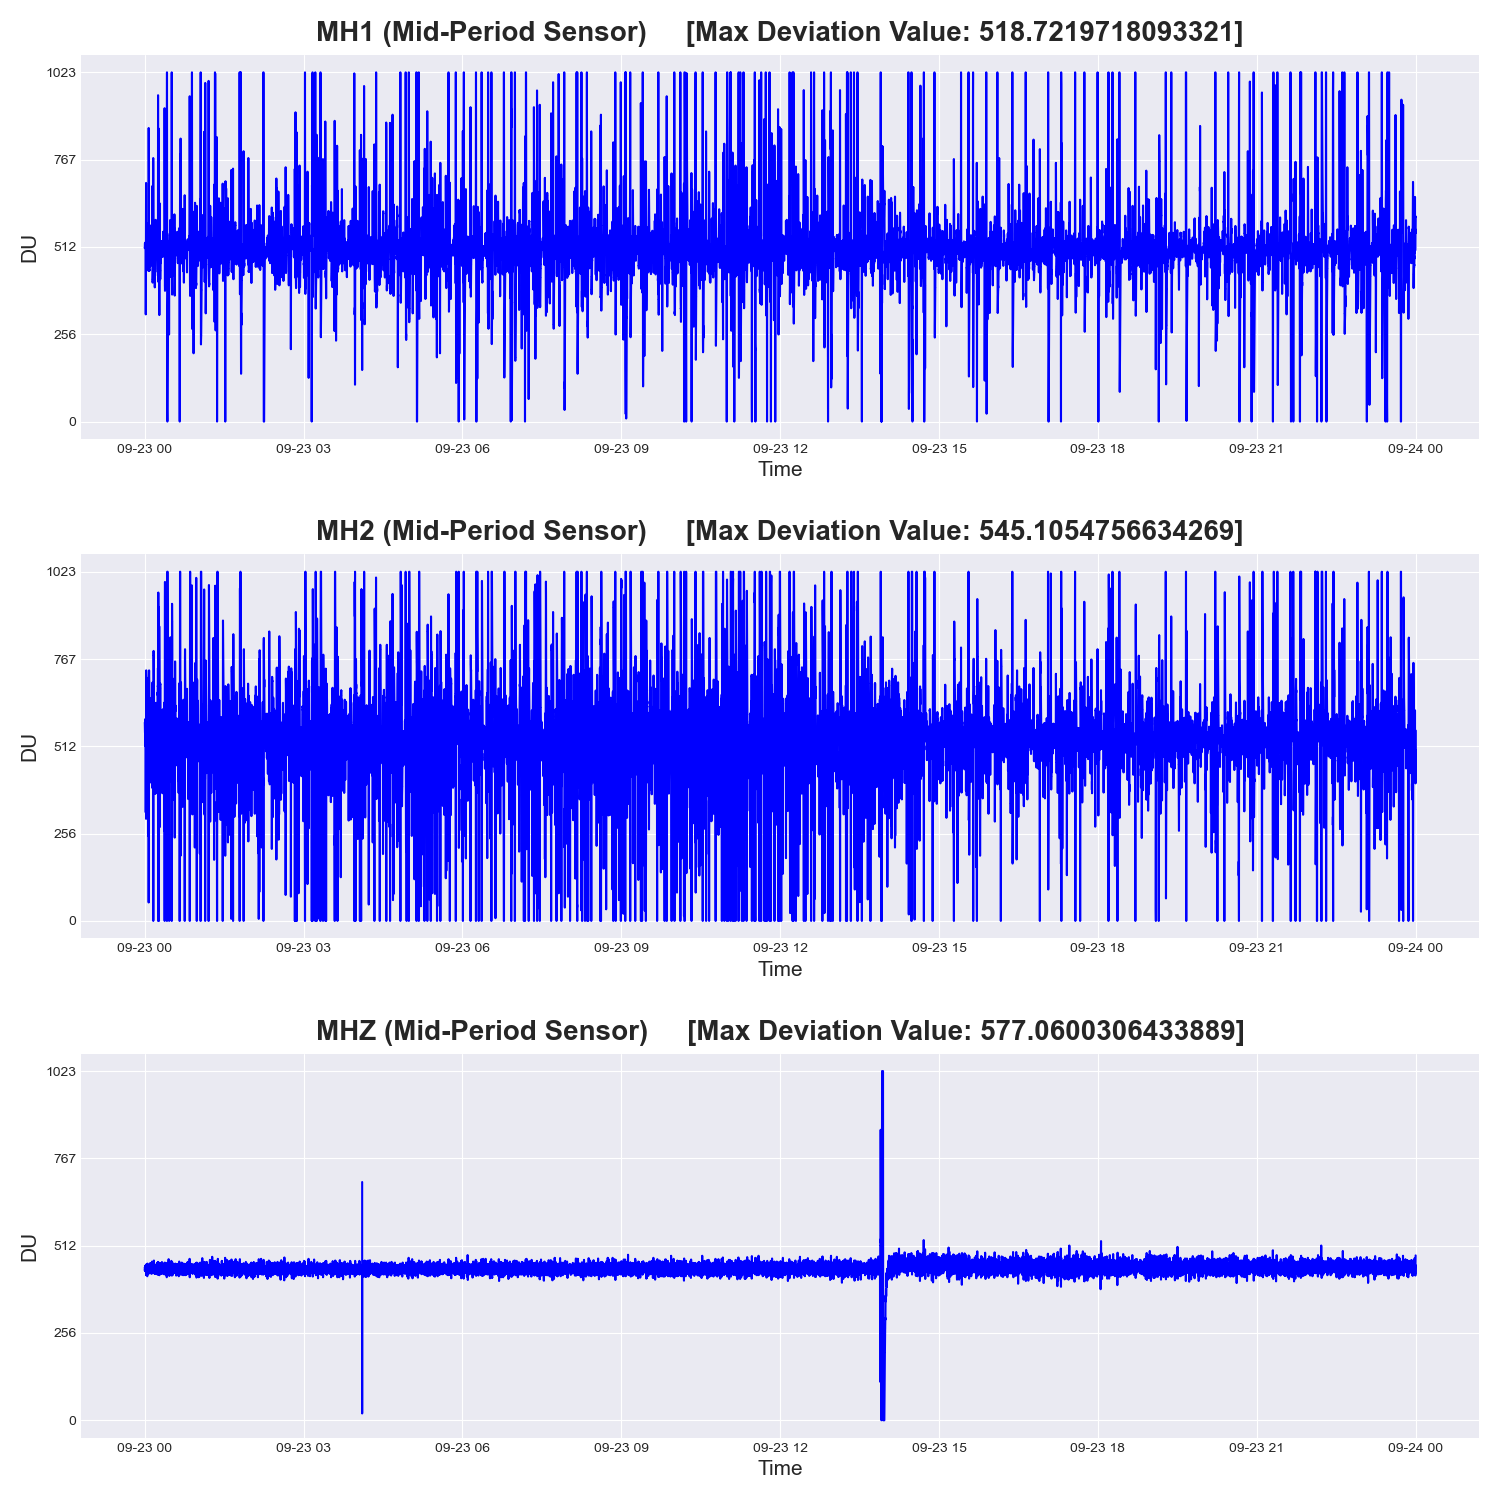 MH1 (Mid-Period Sensor) [Max Deviation Value: 518.7219718093321]
1023
767
512
256
0
DU
09-23 00 09-23 03 09-23 06 09-23 09 09-23 12 09-23 15 09-23 18 09-23 21 09-24 00
Time
MH2 (Mid-Period Sensor) [Max Deviation Value: 545.1054756634269]
1023
767
512
256
0
DU
09-23 00 09-23 03 09-23 06 09-23 09 09-23 12 09-23 15 09-23 18 09-23 21 09-24 00
Time
MHZ (Mid-Period Sensor) [Max Deviation Value: 577.0600306433889]
1023
767
512
256
0
DU
09-23 00 09-23 03 09-23 06 09-23 09 09-23 12 09-23 15 09-23 18 09-23 21 09-24 00
Time